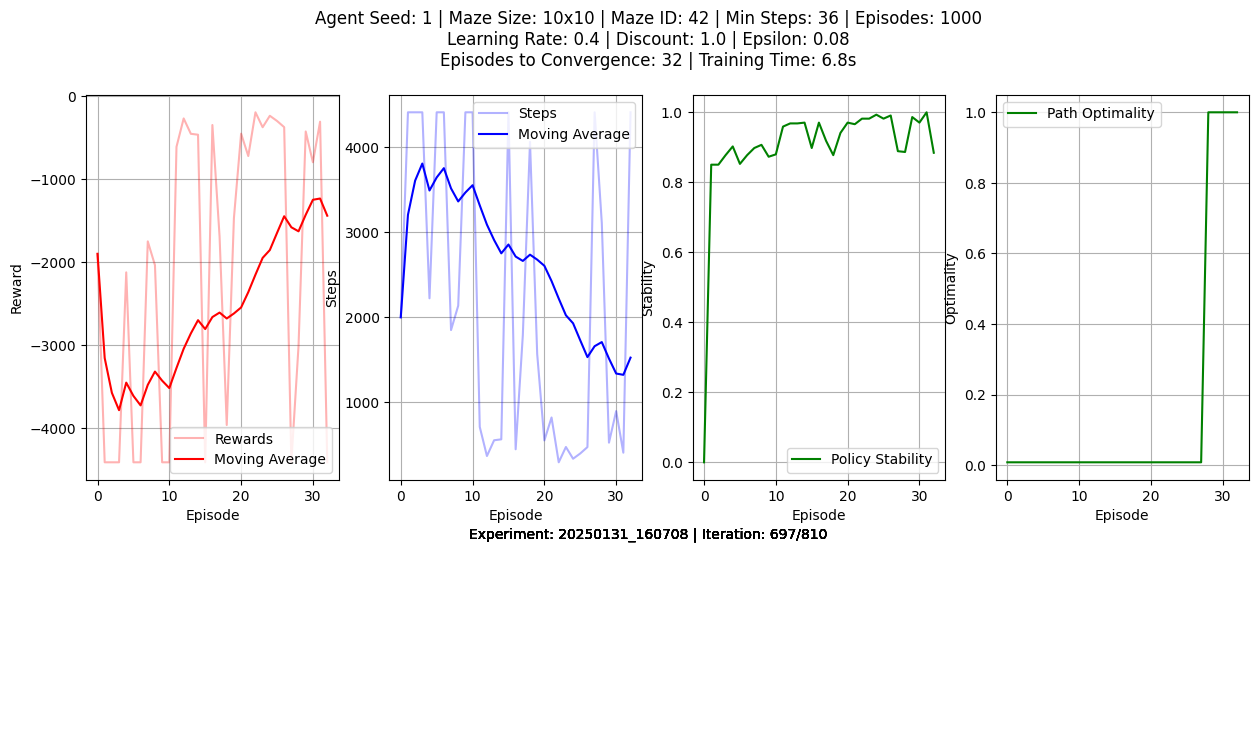 Agent Seed: 1 | Maze Size: 10x10 | Maze ID: 42 | Min Steps: 36 | Episodes: 1000
Learning Rate: 0.4 | Discount: 1.0 | Epsilon: 0.08
Episodes to Convergence: 32 | Training Time: 6.8s
Reward
0
−1000
−2000
−3000
−4000
Rewards
Moving Average
0
10
20
30
Episode
Steps
4000
3000
2000
1000
Steps
Moving Average
0
10
20
30
Episode
Stability
1.0
0.8
0.6
0.4
0.2
0.0
Policy Stability
0
10
20
30
Episode
Optimality
1.0
0.8
0.6
0.4
0.2
0.0
Path Optimality
0
10
20
30
Episode
Experiment: 20250131_160708 | Iteration: 697/810